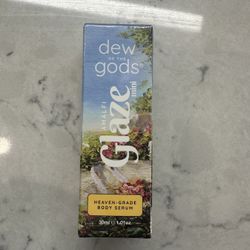 dew
OF THE
gods
AMALFI
Glaze
mini
HEAVEN-GRADE
BODY SERUM
30ml ℮ 1.01oz